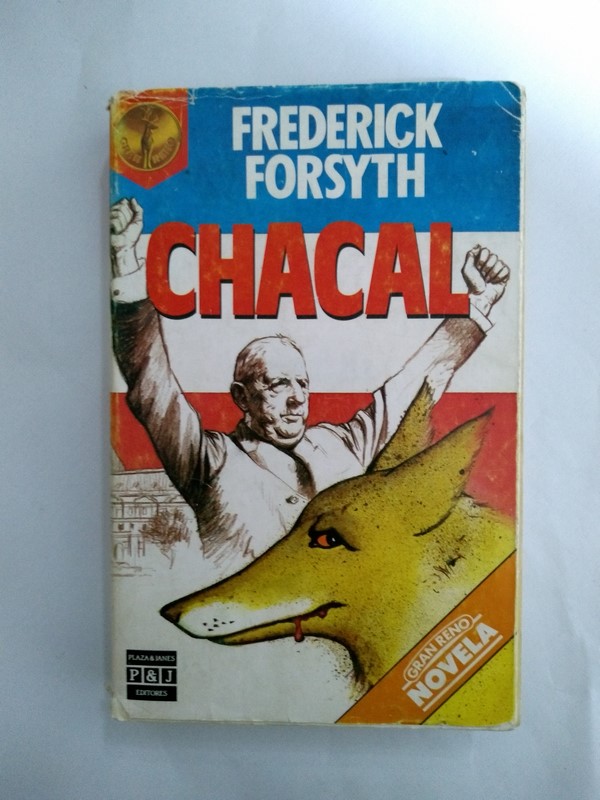 FREDERICK
FORSYTH
CHACAL
GRAN RENO
NOVELA
PLAZA & JANES
P&J
EDITORES